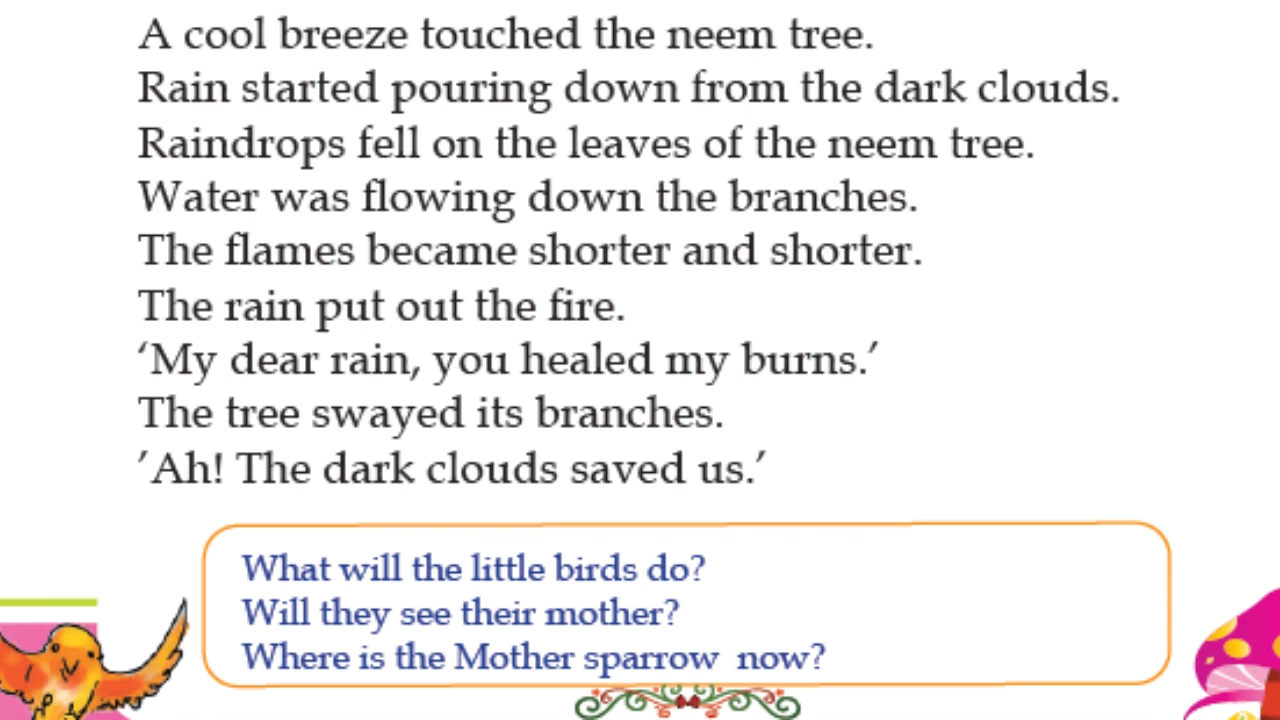 A cool breeze touched the neem tree.
Rain started pouring down from the dark clouds.
Raindrops fell on the leaves of the neem tree.
Water was flowing down the branches.
The flames became shorter and shorter.
The rain put out the fire.
‘My dear rain, you healed my burns.’
The tree swayed its branches.
’Ah! The dark clouds saved us.’
What will the little birds do?
Will they see their mother?
Where is the Mother sparrow now?